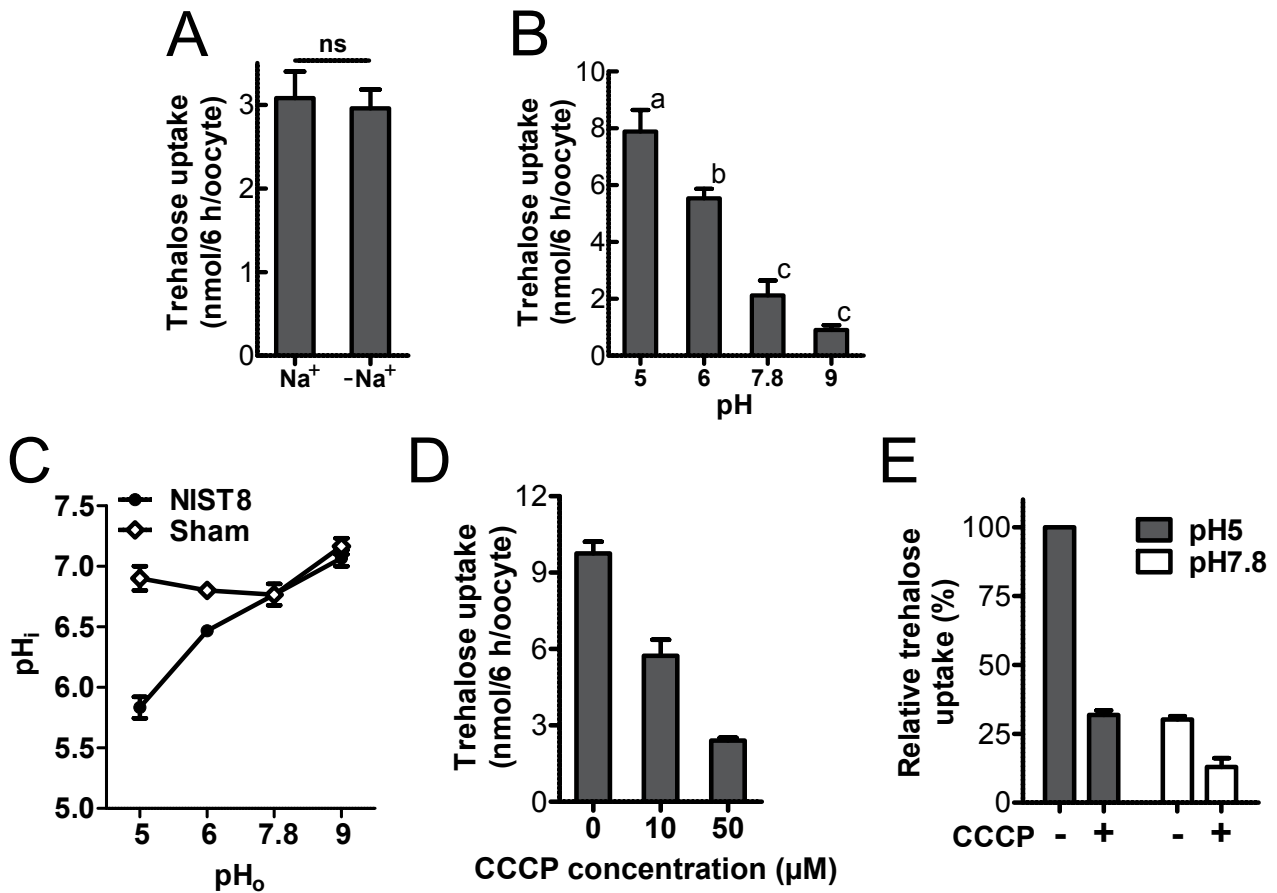 A
ns
Trehalose uptake
(nmol/6 h/oocyte)
3
2
1
0
Na⁺
-Na⁺
B
Trehalose uptake
(nmol/6 h/oocyte)
10
8
6
4
2
0
a
b
c
c
5 6 7.8 9
pH
C
NIST8
Sham
pHᵢ
7.5
7.0
6.5
6.0
5.5
5.0
5 6 7.8 9
pHₒ
D
Trehalose uptake
(nmol/6 h/oocyte)
12
9
6
3
0
0 10 50
CCCP concentration (µM)
E
Relative trehalose
uptake (%)
100
75
50
25
0
pH5
pH7.8
CCCP - + - +